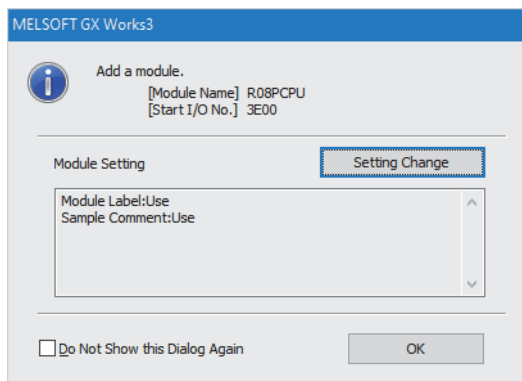 MELSOFT GX Works3
Add a module.
[Module Name] R08PCPU
[Start I/O No.] 3E00
Module Setting
Setting Change
Module Label:Use
Sample Comment:Use
Do Not Show this Dialog Again
OK